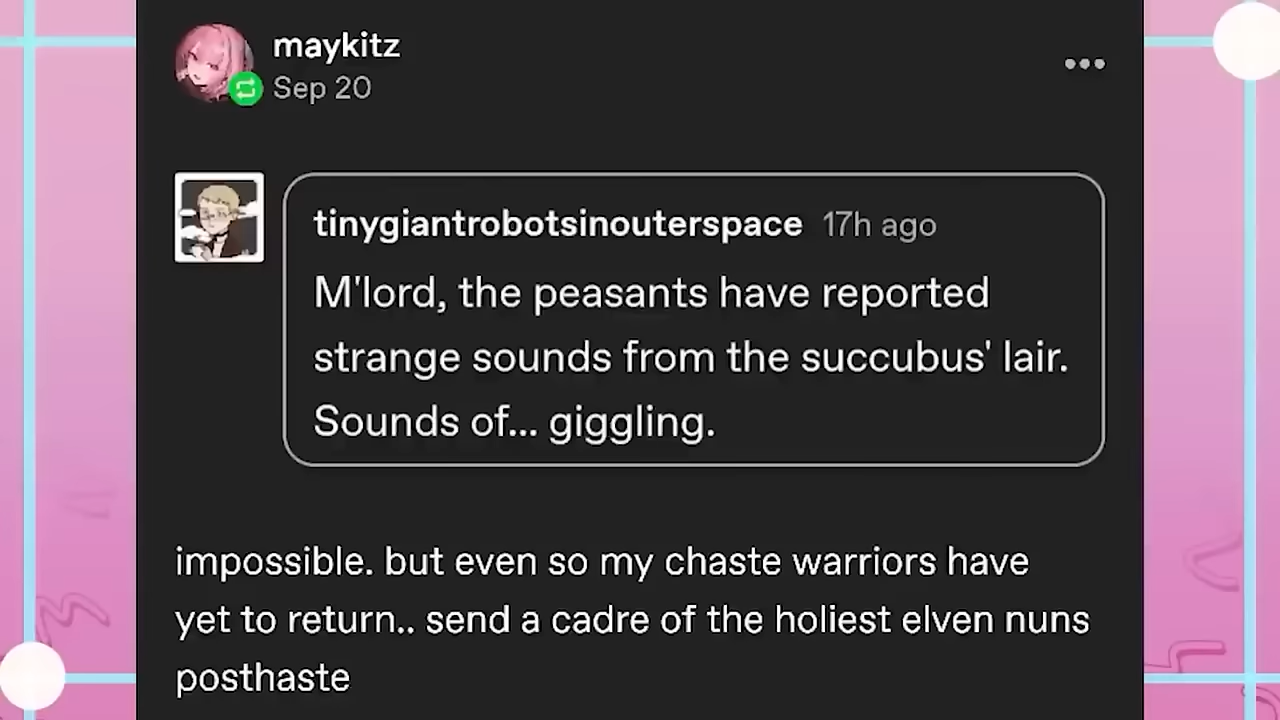 maykitz
Sep 20
tinygiantrobotsinouterspace 17h ago
M'lord, the peasants have reported
strange sounds from the succubus' lair.
Sounds of... giggling.
impossible. but even so my chaste warriors have
yet to return.. send a cadre of the holiest elven nuns
posthaste